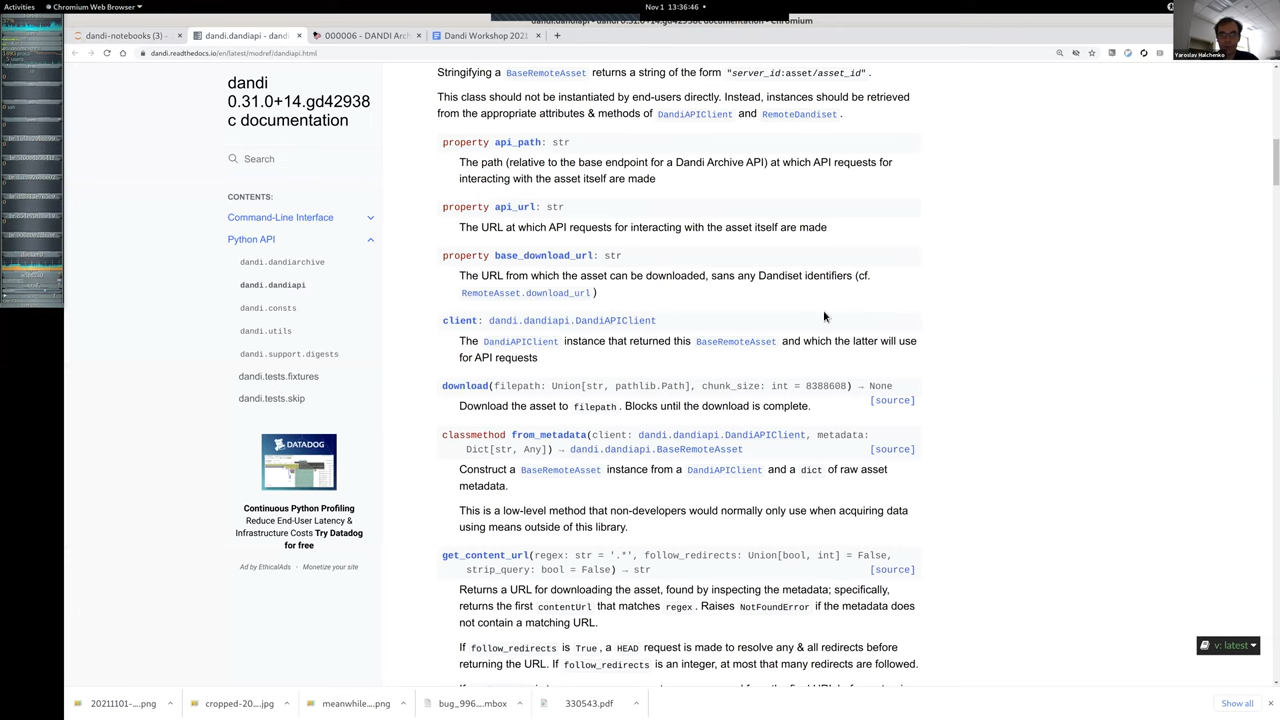 Activities
Chromium Web Browser
Nov 1 13:36:46
dandi.dandiapi - dandi 0.31.0+14.gd42938c documentation - Chromium
dandi-notebooks (3) -
dandi.dandiapi - dandi
000006 - DANDI Arc
Dandi Workshop 2021
dandi.readthedocs.io/en/latest/modref/dandiapi.html
Yaroslav Halchenko
dandi
0.31.0+14.gd42938
c documentation
Search
CONTENTS:
Command-Line Interface
Python API
dandi.dandiarchive
dandi.dandiapi
dandi.consts
dandi.utils
dandi.support.digests
dandi.tests.fixtures
dandi.tests.skip
DATADOG
Continuous Python Profiling
Reduce End-User Latency &
Infrastructure Costs Try Datadog
for free
Ad by EthicalAds · Monetize your site
Stringifying a BaseRemoteAsset returns a string of the form "server_id:asset/asset_id".
This class should not be instantiated by end-users directly. Instead, instances should be retrieved
from the appropriate attributes & methods of DandiAPIClient and RemoteDandiset.
property api_path: str
The path (relative to the base endpoint for a Dandi Archive API) at which API requests for
interacting with the asset itself are made
property api_url: str
The URL at which API requests for interacting with the asset itself are made
property base_download_url: str
The URL from which the asset can be downloaded, sans any Dandiset identifiers (cf.
RemoteAsset.download_url)
client: dandi.dandiapi.DandiAPIClient
The DandiAPIClient instance that returned this BaseRemoteAsset and which the latter will use
for API requests
download(filepath: Union[str, pathlib.Path], chunk_size: int = 8388608) → None
[source]
Download the asset to filepath. Blocks until the download is complete.
classmethod from_metadata(client: dandi.dandiapi.DandiAPIClient, metadata:
Dict[str, Any]) → dandi.dandiapi.BaseRemoteAsset [source]
Construct a BaseRemoteAsset instance from a DandiAPIClient and a dict of raw asset
metadata.
This is a low-level method that non-developers would normally only use when acquiring data
using means outside of this library.
get_content_url(regex: str = '.*', follow_redirects: Union[bool, int] = False,
strip_query: bool = False) → str [source]
Returns a URL for downloading the asset, found by inspecting the metadata; specifically,
returns the first contentUrl that matches regex. Raises NotFoundError if the metadata does
not contain a matching URL.
If follow_redirects is True, a HEAD request is made to resolve any & all redirects before
returning the URL. If follow_redirects is an integer, at most that many redirects are followed.
v: latest
20211101-....png
cropped-20....jpg
meanwhile....png
bug_996....mbox
330543.pdf
Show all